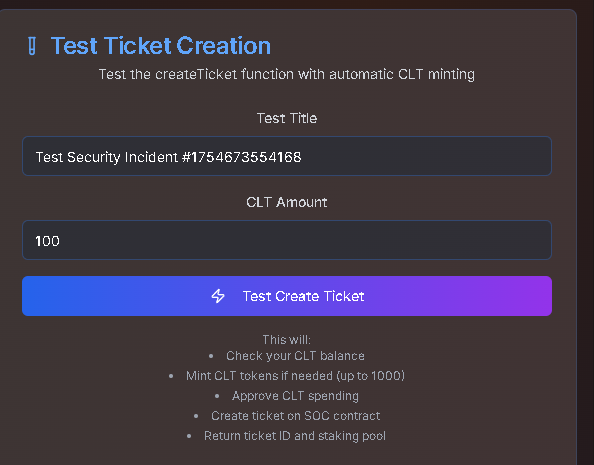 Test Ticket Creation
Test the createTicket function with automatic CLT minting
Test Title
Test Security Incident #1754673554168
CLT Amount
100
Test Create Ticket
This will:
• Check your CLT balance
• Mint CLT tokens if needed (up to 1000)
• Approve CLT spending
• Create ticket on SOC contract
• Return ticket ID and staking pool